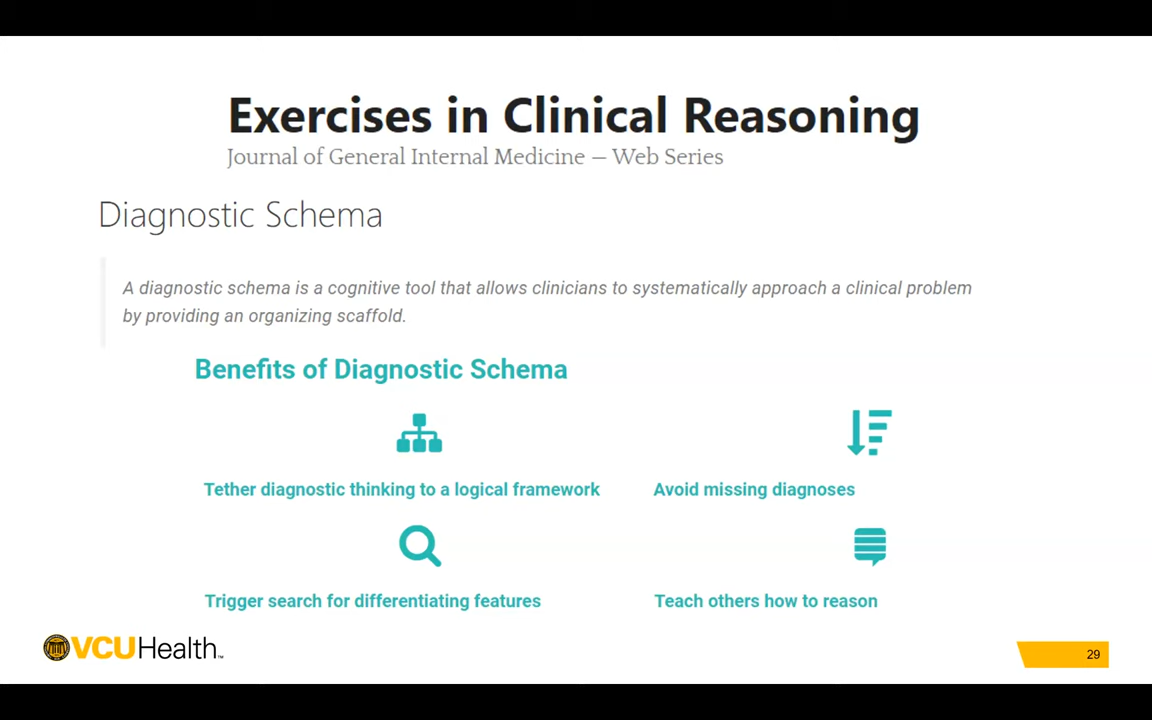 Exercises in Clinical Reasoning
Journal of General Internal Medicine – Web Series
Diagnostic Schema
A diagnostic schema is a cognitive tool that allows clinicians to systematically approach a clinical problem
by providing an organizing scaffold.
Benefits of Diagnostic Schema
Tether diagnostic thinking to a logical framework
Avoid missing diagnoses
Trigger search for differentiating features
Teach others how to reason
VCUHealth™
29